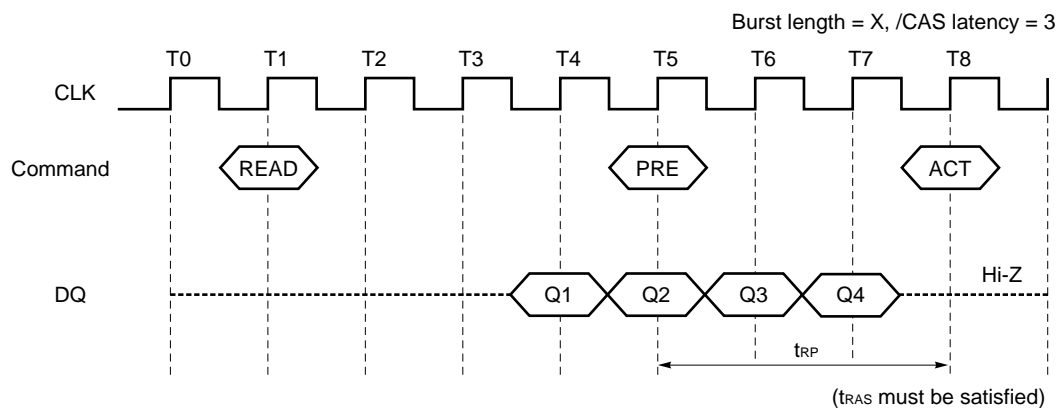 Burst length = X, /CAS latency = 3
T0 T1 T2 T3 T4 T5 T6 T7 T8
CLK
Command READ PRE ACT
Hi-Z
DQ Q1 Q2 Q3 Q4
tRP
(tRAS must be satisfied)